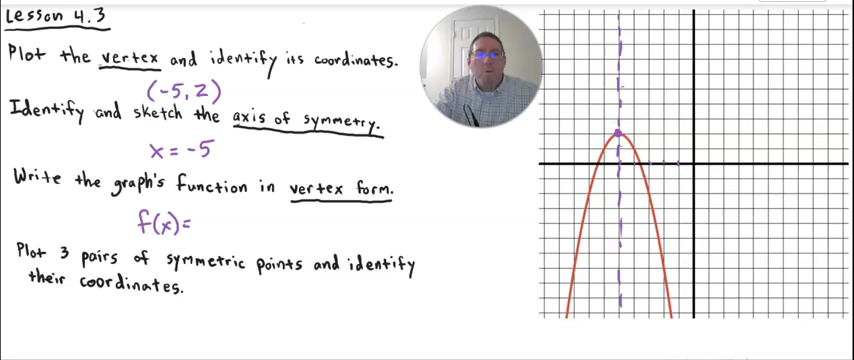 Lesson 4.3
Plot the vertex and identify its coordinates.
(-5, 2)
Identify and sketch the axis of symmetry.
x = -5
Write the graph's function in vertex form.
f(x)=
Plot 3 pairs of symmetric points and identify
their coordinates.